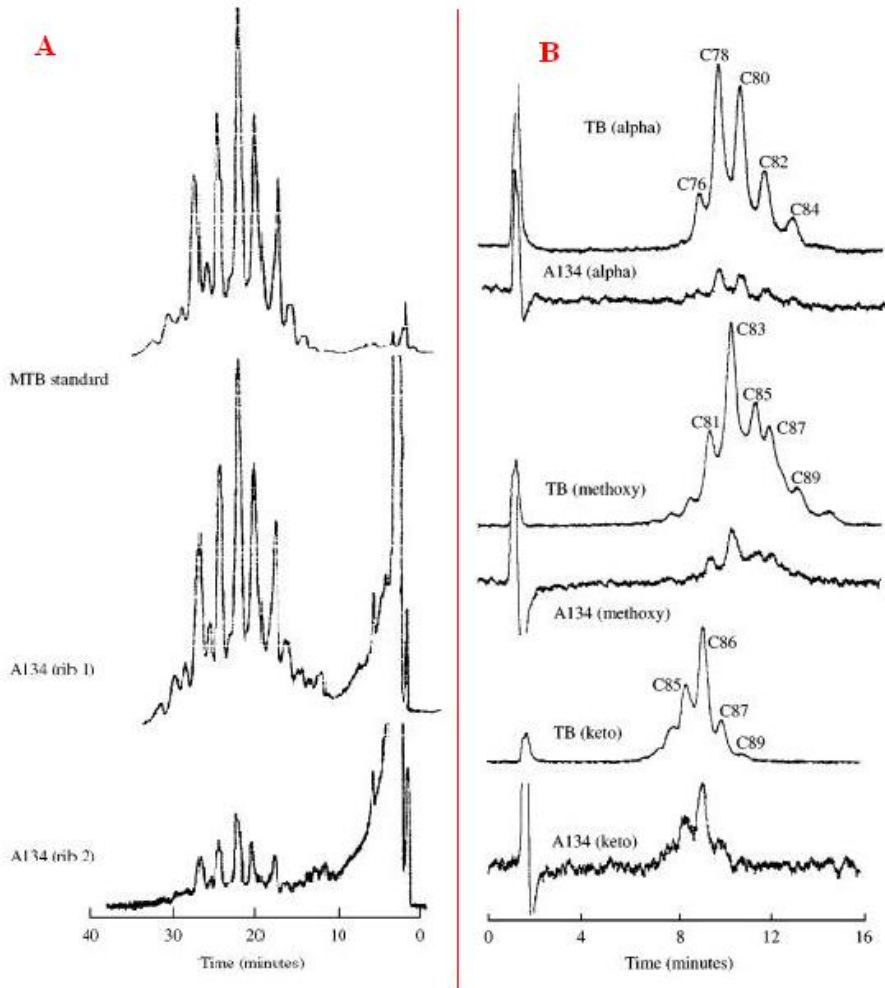 A
MTB standard
A134 (rib 1)
A134 (rib 2)
40 30 20 10 0
Time (minutes)
B
C78
C80
TB (alpha)
C82
C76
C84
A134 (alpha)
C83
C85
C81
C87
TB (methoxy)
C89
A134 (methoxy)
C86
C85
C87
TB (keto)
C89
A134 (keto)
0 4 8 12 16
Time (minutes)